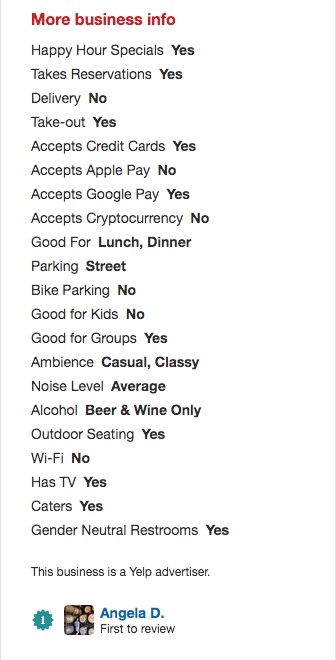 More business info
Happy Hour Specials Yes
Takes Reservations Yes
Delivery No
Take-out Yes
Accepts Credit Cards Yes
Accepts Apple Pay No
Accepts Google Pay Yes
Accepts Cryptocurrency No
Good For Lunch, Dinner
Parking Street
Bike Parking No
Good for Kids No
Good for Groups Yes
Ambience Casual, Classy
Noise Level Average
Alcohol Beer & Wine Only
Outdoor Seating Yes
Wi-Fi No
Has TV Yes
Caters Yes
Gender Neutral Restrooms Yes
This business is a Yelp advertiser.
1 Angela D.
First to review